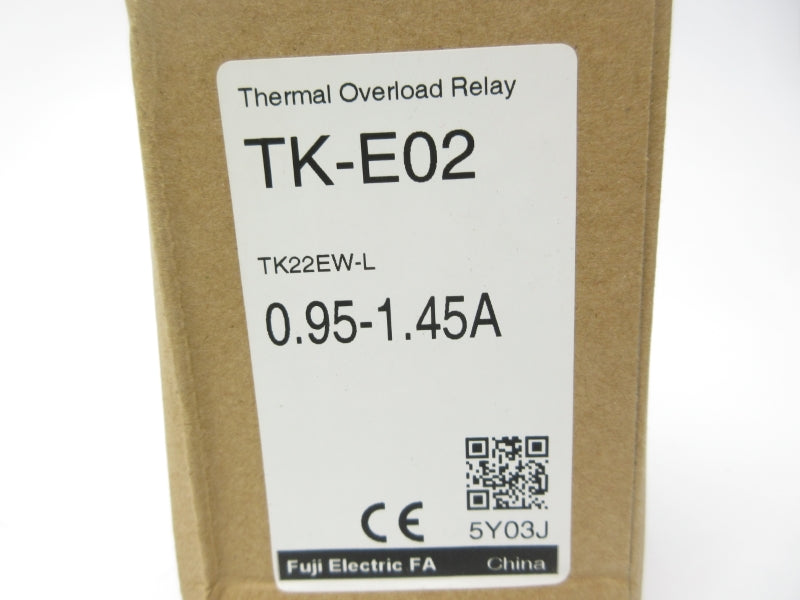 Thermal Overload Relay
TK-E02
TK22EW-L
0.95-1.45A
CE
5Y03J
Fuji Electric FA China